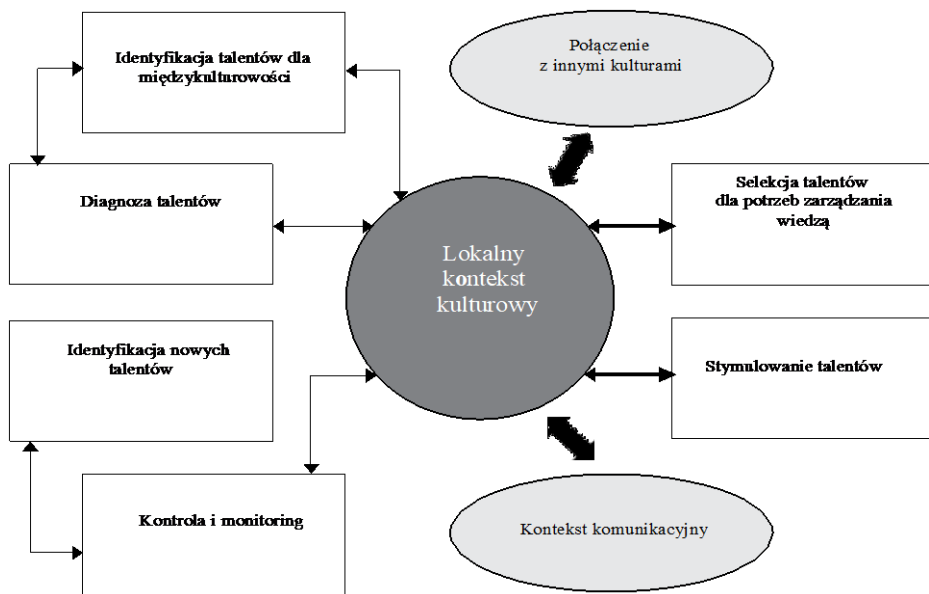 Identyfikacja talentów dla
międzykulturowości
Połączenie
z innymi kulturami
Diagnoza talentów
Selekcja talentów
dla potrzeb zarządzania
wiedzą
Lokalny
kontekst
kulturowy
Identyfikacja nowych
talentów
Stymulowanie talentów
Kontrola i monitoring
Kontekst komunikacyjny